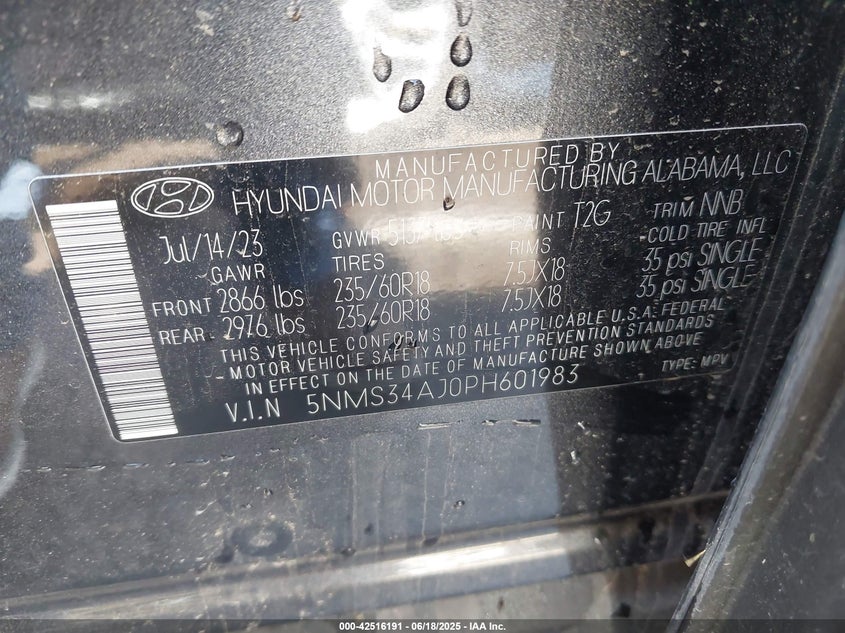 MANUFACTURED BY
HYUNDAI MOTOR MANUFACTURING ALABAMA, LLC
Jul/14/23 GVWR 5137 lbs PAINT T2G TRIM NNB
GAWR TIRES RIMS COLD TIRE INFL
FRONT 2866 lbs 235/60R18 7.5JX18 35 psi SINGLE
REAR 2976 lbs 235/60R18 7.5JX18 35 psi SINGLE
THIS VEHICLE CONFORMS TO ALL APPLICABLE U.S.A. FEDERAL
MOTOR VEHICLE SAFETY AND THEFT PREVENTION STANDARDS
IN EFFECT ON THE DATE OF MANUFACTURE SHOWN ABOVE
V.I.N 5NMS34AJ0PH601983 TYPE: MPV
000-42516191 - 06/18/2025 - IAA Inc.